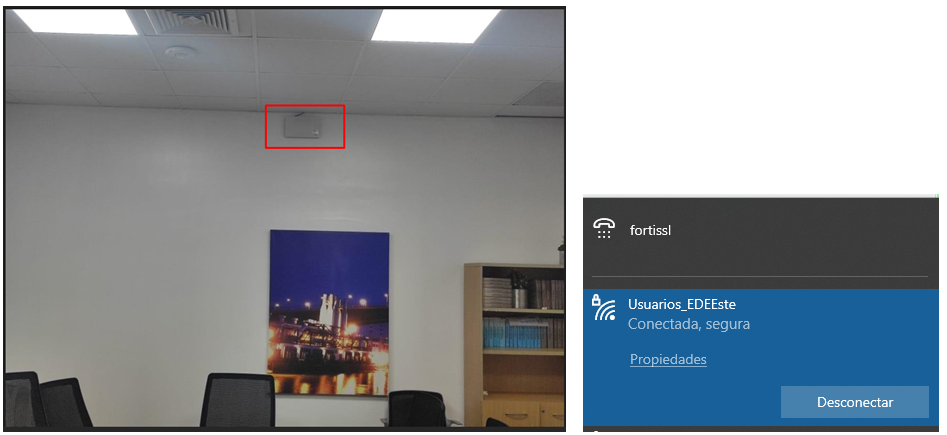 fortissl
Usuarios_EDEEste
Conectada, segura
Propiedades
Desconectar